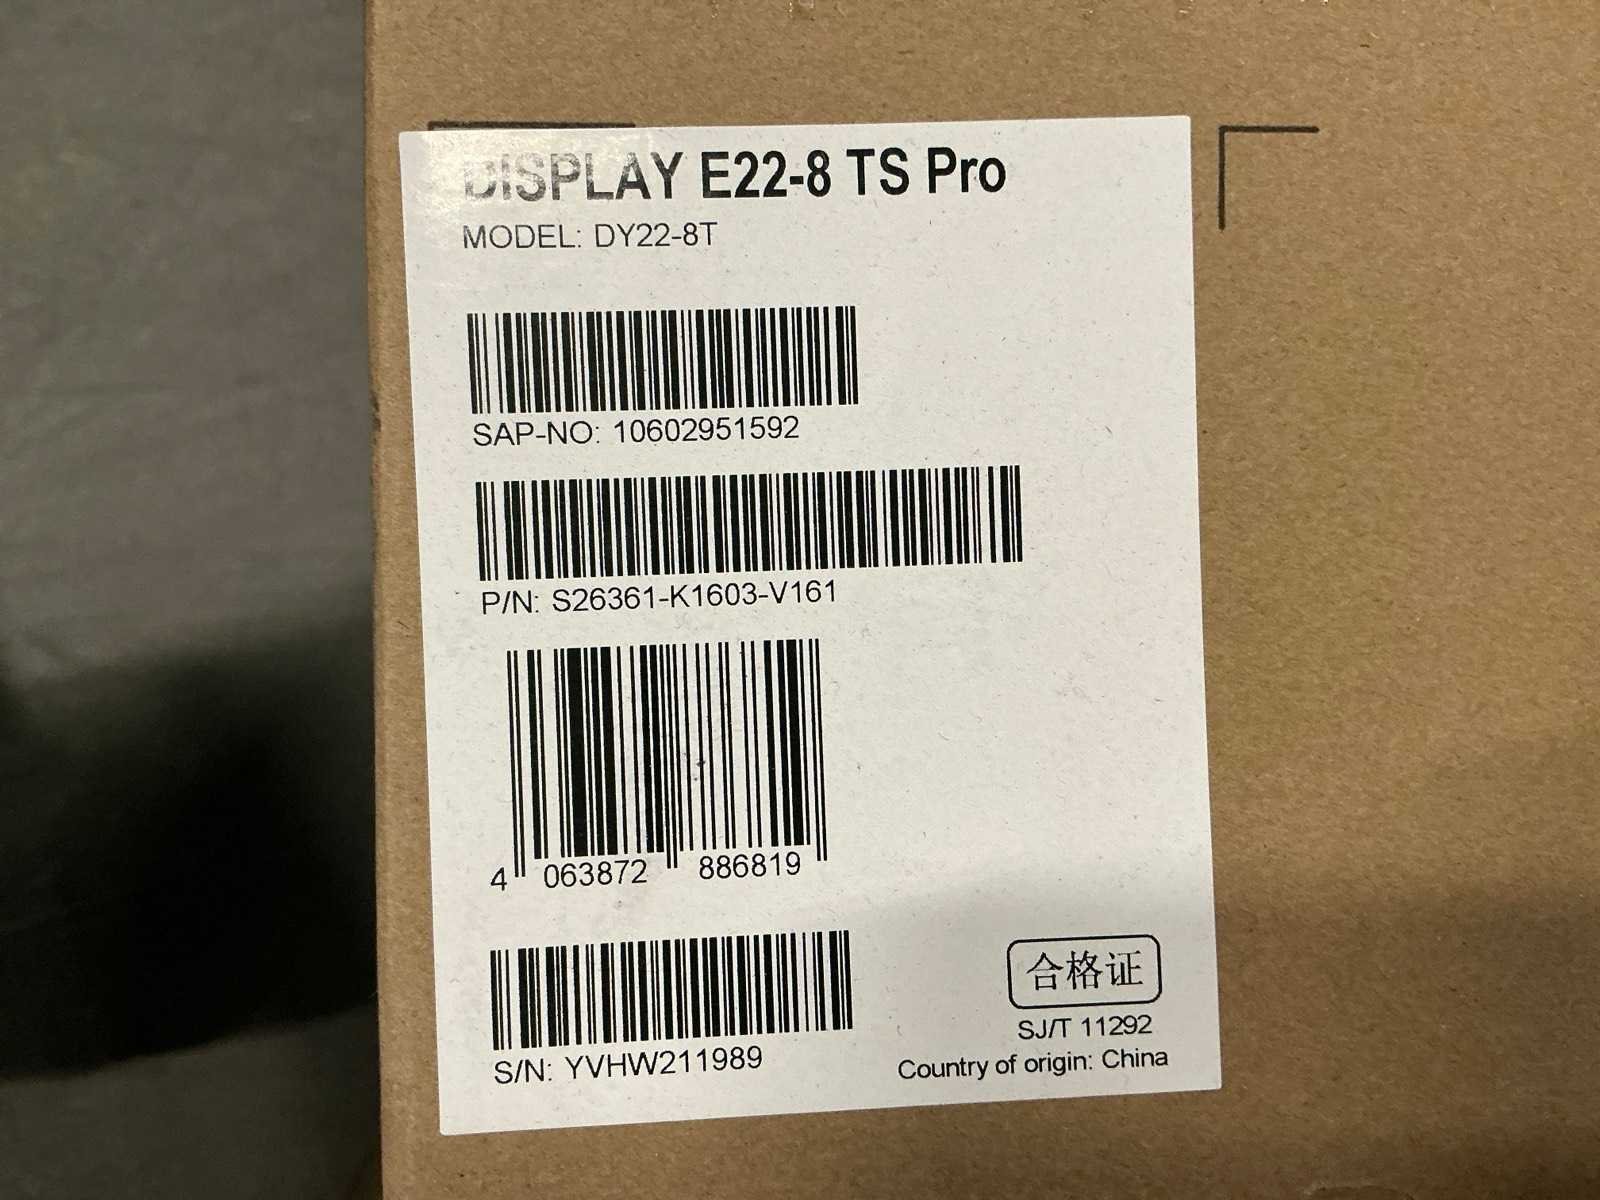 DISPLAY E22-8 TS Pro
MODEL: DY22-8T
SAP-NO: 10602951592
P/N: S26361-K1603-V161
4 063872 886819
S/N: YVHW211989
合格证
SJ/T 11292
Country of origin: China